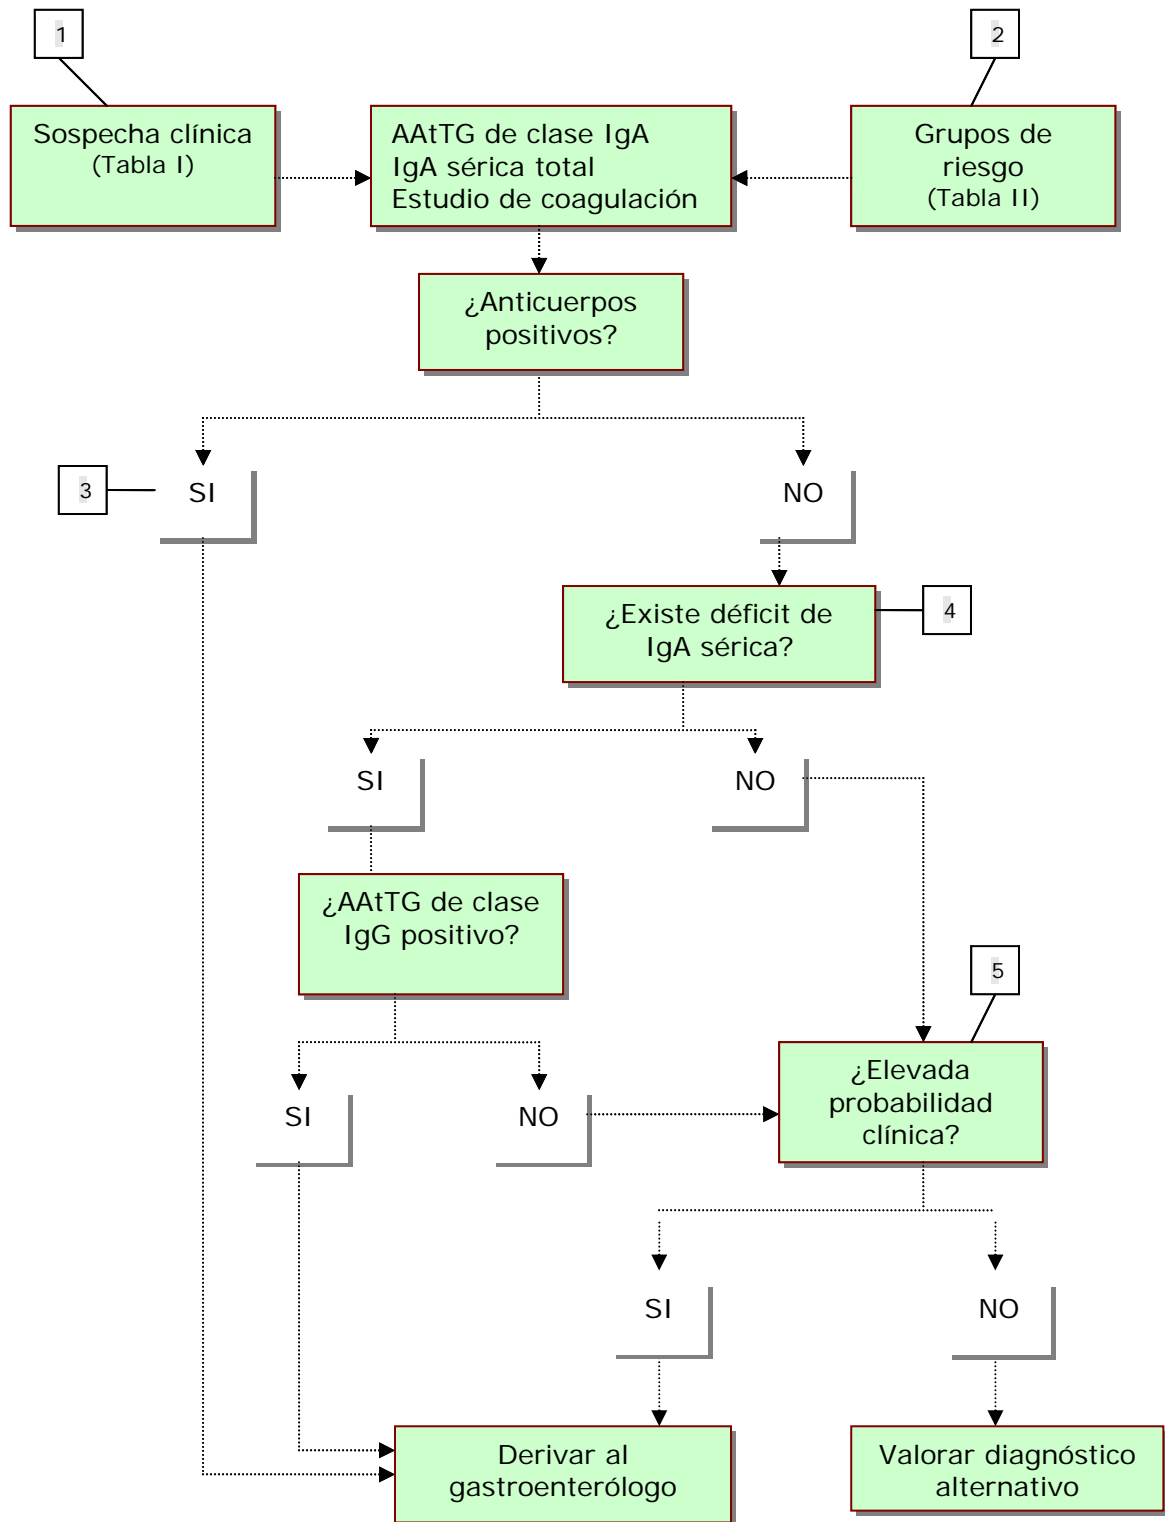 1
2
Sospecha clínica
(Tabla I)
AAtTG de clase IgA
IgA sérica total
Estudio de coagulación
Grupos de
riesgo
(Tabla II)
¿Anticuerpos
positivos?
3
SI
NO
¿Existe déficit de
IgA sérica?
4
SI
NO
¿AAtTG de clase
IgG positivo?
5
¿Elevada
probabilidad
clínica?
SI
NO
SI
NO
Derivar al
gastroenterólogo
Valorar diagnóstico
alternativo